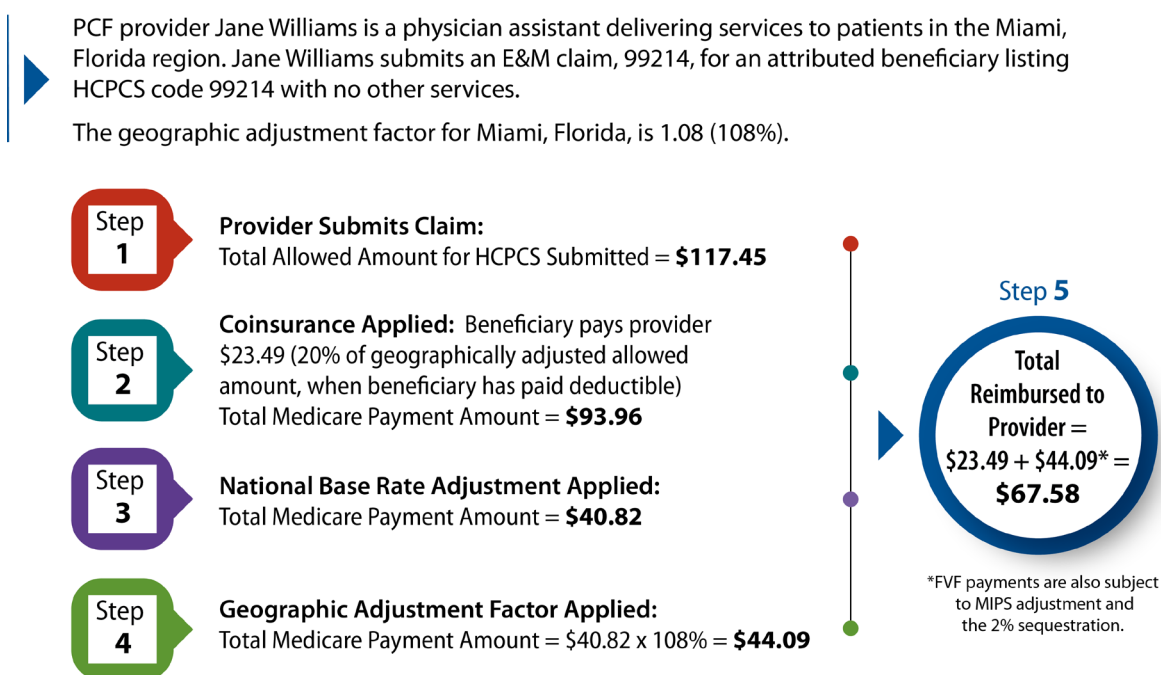 PCF provider Jane Williams is a physician assistant delivering services to patients in the Miami,
Florida region. Jane Williams submits an E&M claim, 99214, for an attributed beneficiary listing
HCPCS code 99214 with no other services.
The geographic adjustment factor for Miami, Florida, is 1.08 (108%).
Step
1
Provider Submits Claim:
Total Allowed Amount for HCPCS Submitted = $117.45
Step
2
Coinsurance Applied: Beneficiary pays provider
$23.49 (20% of geographically adjusted allowed
amount, when beneficiary has paid deductible)
Total Medicare Payment Amount = $93.96
Step
3
National Base Rate Adjustment Applied:
Total Medicare Payment Amount = $40.82
Step
4
Geographic Adjustment Factor Applied:
Total Medicare Payment Amount = $40.82 x 108% = $44.09
Step 5
Total
Reimbursed to
Provider =
$23.49 + $44.09* =
$67.58
*FVF payments are also subject
to MIPS adjustment and
the 2% sequestration.